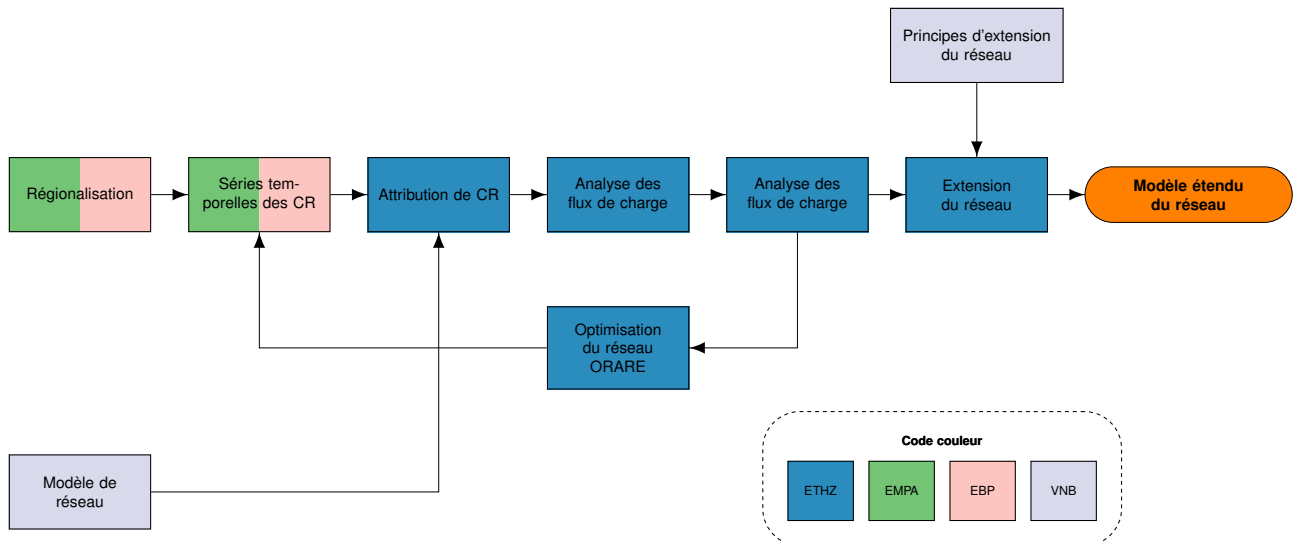 Principes d'extension
du réseau
Régionalisation
Séries tem-
porelles des CR
Attribution de CR
Analyse des
flux de charge
Analyse des
flux de charge
Extension
du réseau
Modèle étendu
du réseau
Optimisation
du réseau
ORARE
Modèle de
réseau
Code couleur
ETHZ
EMPA
EBP
VNB